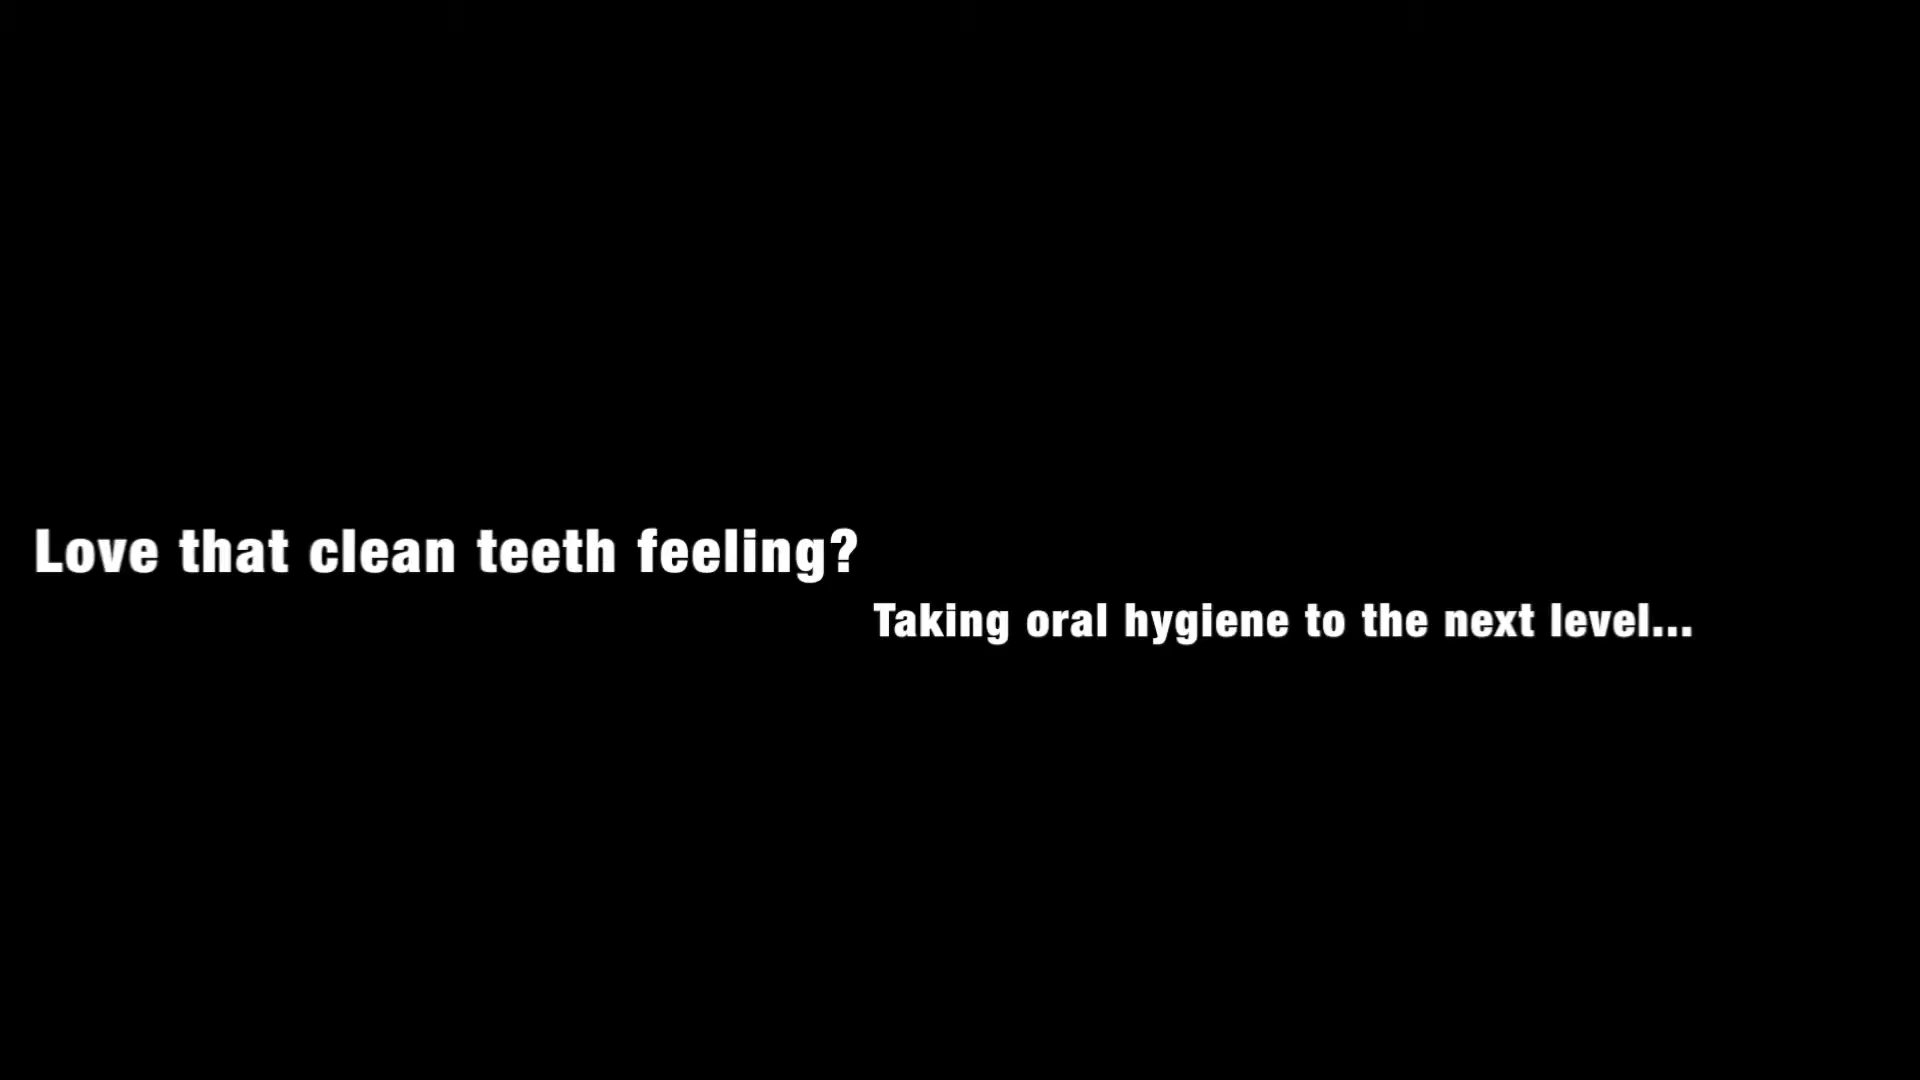 Love that clean teeth feeling?
Taking oral hygiene to the next level...